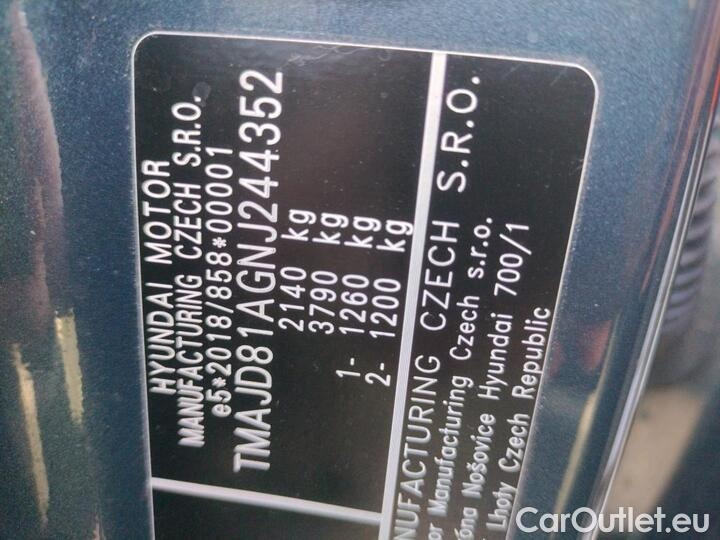 HYUNDAI MOTOR
MANUFACTURING CZECH S.R.O.
e5*2018/858*00001
TMAJD81AGNJ244352
2140 kg
3790 kg
1- 1260 kg
2- 1200 kg
CZECH S.R.O.
Manufacturing Czech s.r.o.
Nošovice Hyundai 700/1
Lhoty Czech Republic
CarOutlet.eu